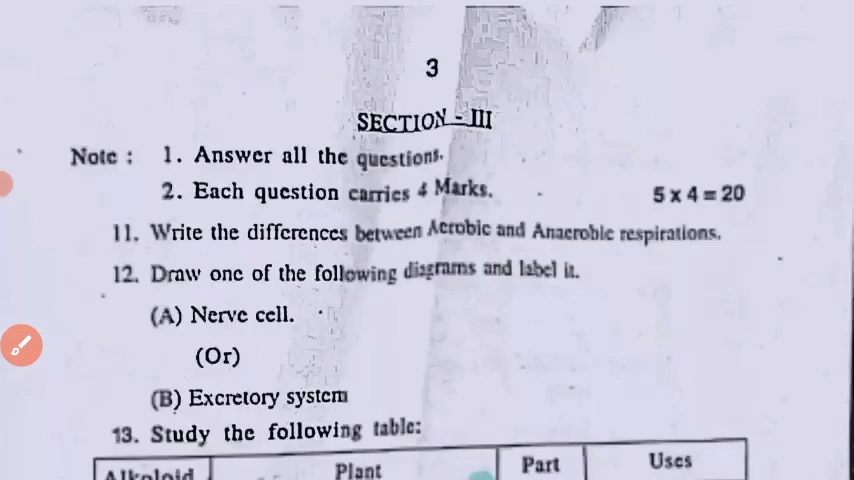 3
SECTION - III
Note : 1. Answer all the questions.
2. Each question carries 4 Marks. 5 x 4 = 20
11. Write the differences between Aerobic and Anaerobic respirations.
12. Draw one of the following diagrams and label it.
(A) Nerve cell.
(Or)
(B) Excretory system
13. Study the following table:
Alkaloid Plant Part Uses